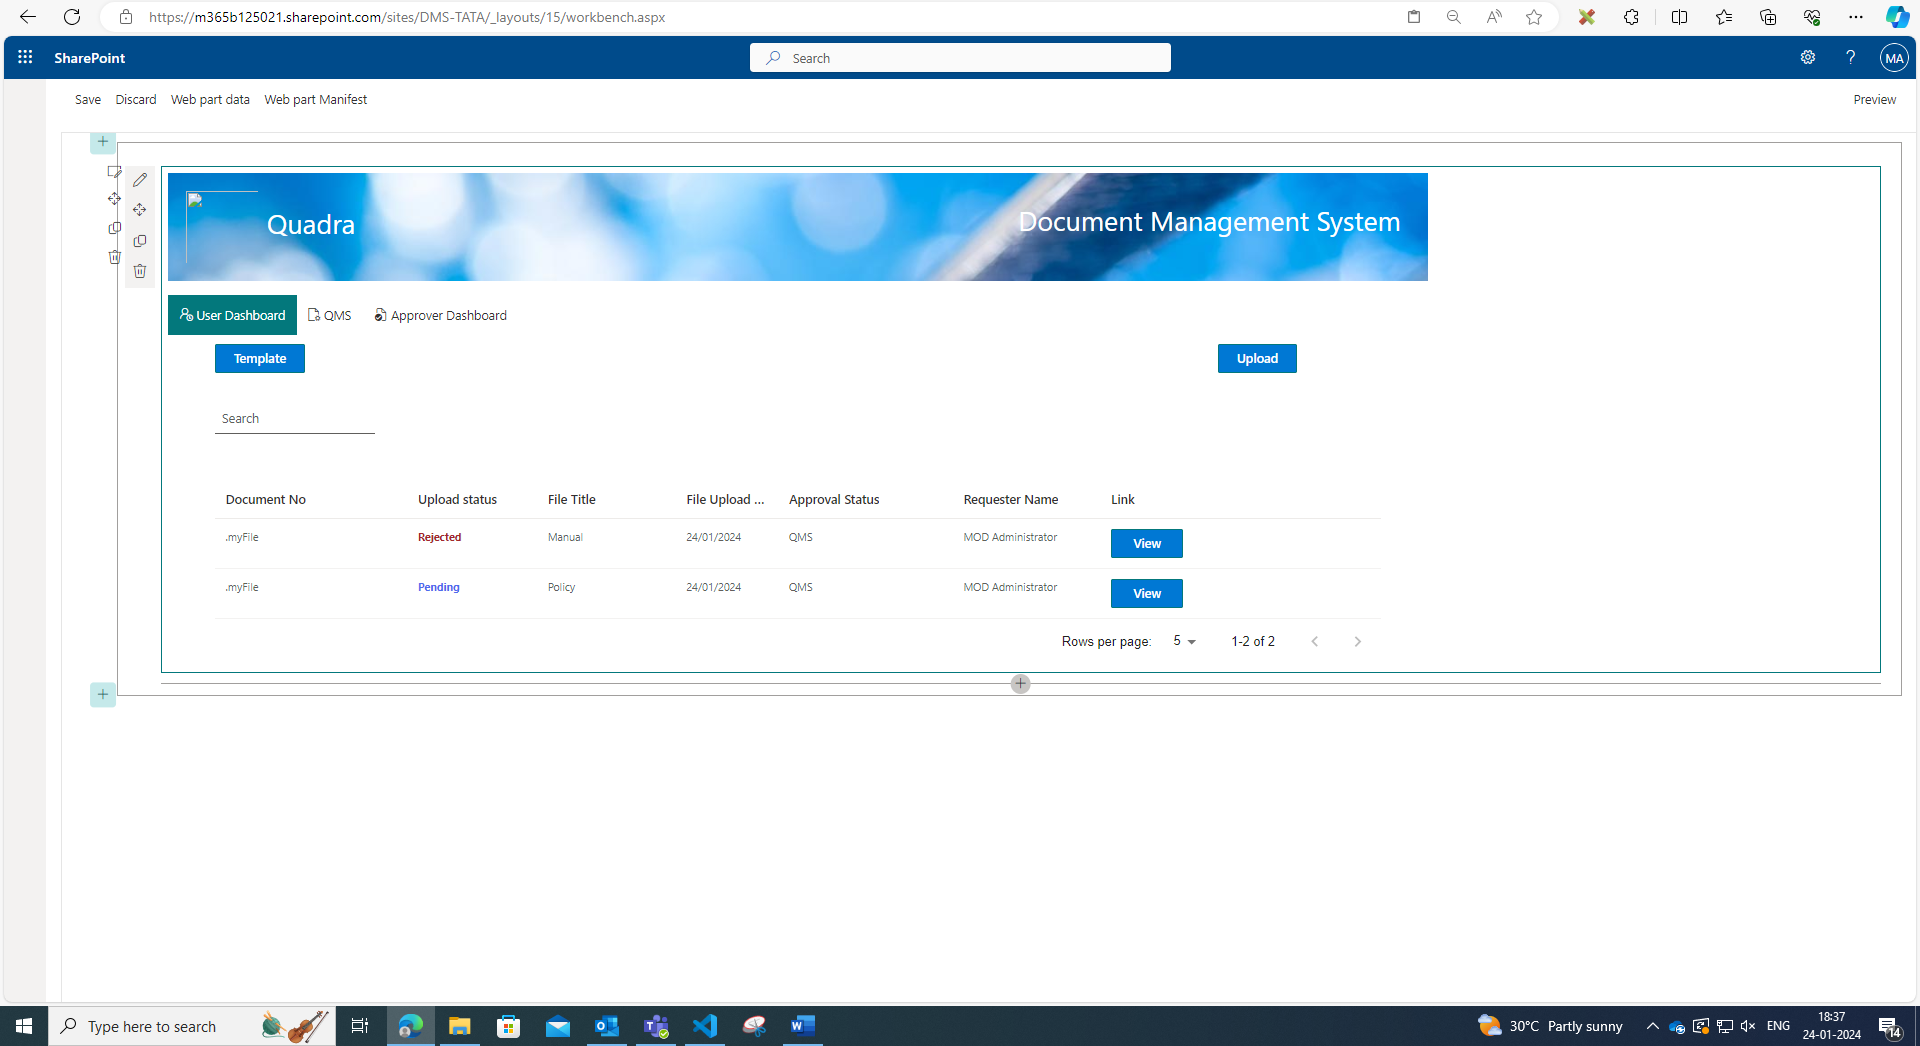 https://m365b125021.sharepoint.com/sites/DMS-TATA/_layouts/15/workbench.aspx
SharePoint
Search
?
MA
Save Discard Web part data Web part Manifest
Preview
Quadra
Document Management System
User Dashboard QMS Approver Dashboard
Template
Upload
Search
Document No Upload status File Title File Upload ... Approval Status Requester Name Link
.myFile Rejected Manual 24/01/2024 QMS MOD Administrator View
.myFile Pending Policy 24/01/2024 QMS MOD Administrator View
Rows per page: 5 1-2 of 2
Type here to search
30°C Partly sunny
ENG
18:37
24-01-2024
14